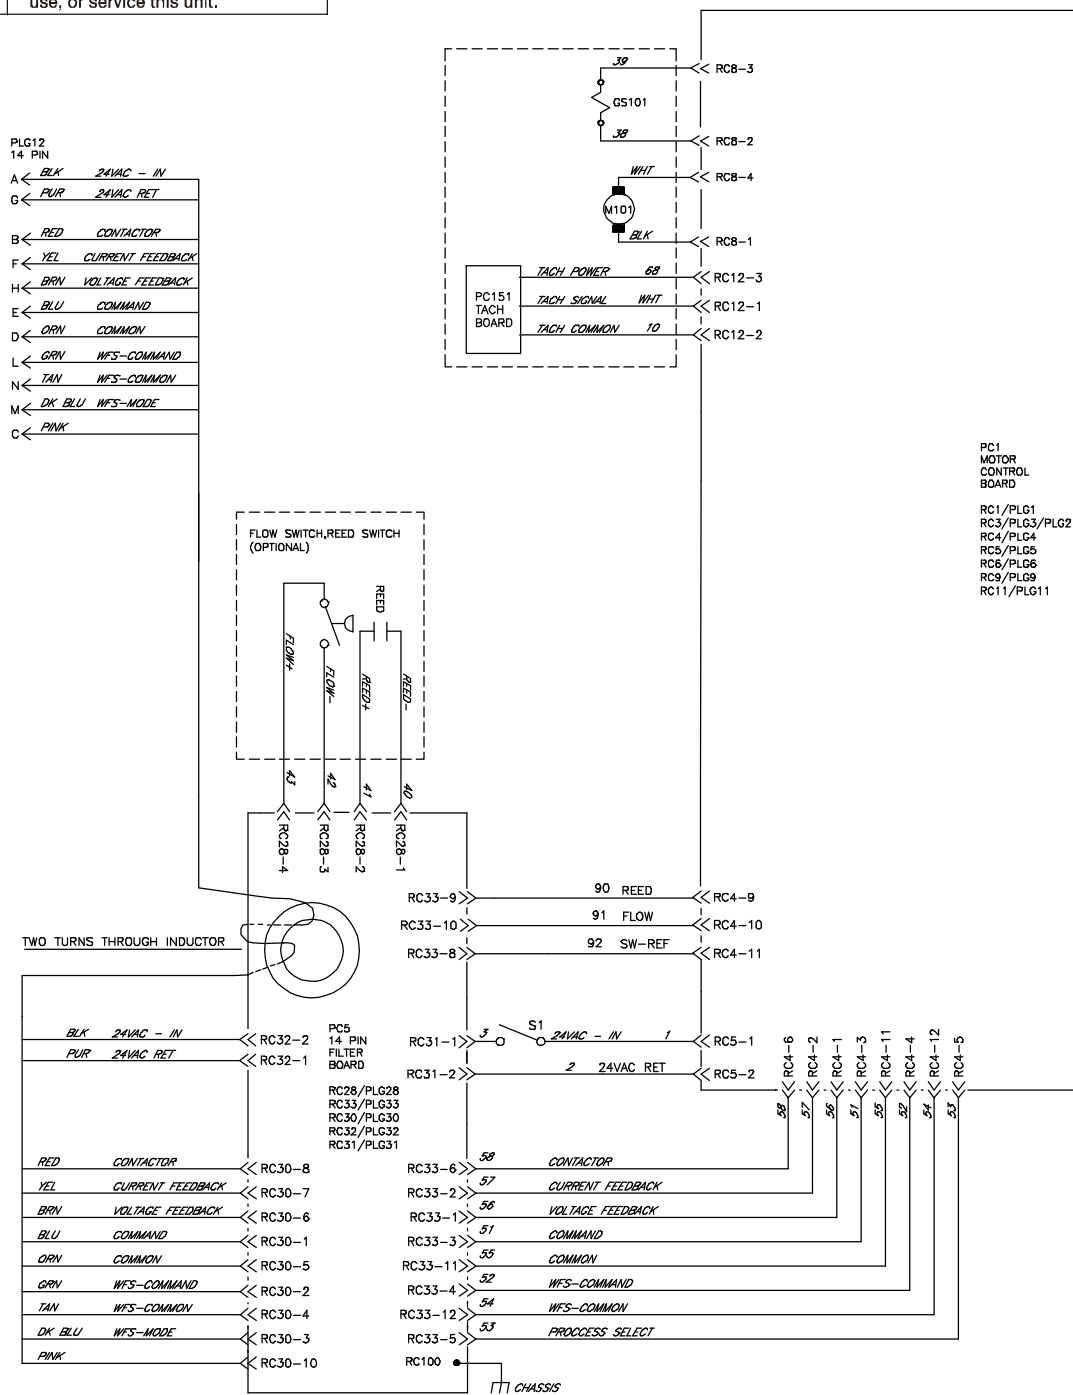 use, or service this unit.
39
RC8-3
GS101
38
RC8-2
WHT
RC8-4
M101
BLK
RC8-1
PC151
TACH
BOARD
TACH POWER 68
RC12-3
TACH SIGNAL WHT
RC12-1
TACH COMMON 10
RC12-2
PLG12
14 PIN
A BLK 24VAC - IN
G PUR 24VAC RET
B RED CONTACTOR
F YEL CURRENT FEEDBACK
H BRN VOLTAGE FEEDBACK
E BLU COMMAND
D ORN COMMON
L GRN WFS-COMMAND
N TAN WFS-COMMON
M DK BLU WFS-MODE
C PINK
PC1
MOTOR
CONTROL
BOARD
RC1/PLG1
RC3/PLG3/PLG2
RC4/PLG4
RC5/PLG5
RC6/PLG6
RC9/PLG9
RC11/PLG11
FLOW SWITCH,REED SWITCH
(OPTIONAL)
REED
FLOW+
FLOW-
REED+
REED-
43
42
41
40
RC28-4
RC28-3
RC28-2
RC28-1
RC33-9 90 REED RC4-9
RC33-10 91 FLOW RC4-10
RC33-8 92 SW-REF RC4-11
TWO TURNS THROUGH INDUCTOR
BLK 24VAC - IN RC32-2
PUR 24VAC RET RC32-1
PC5
14 PIN
FILTER
BOARD
RC28/PLG28
RC33/PLG33
RC30/PLG30
RC32/PLG32
RC31/PLG31
RC31-1 3 S1 24VAC - IN 1 RC5-1
RC31-2 2 24VAC RET RC5-2
RC4-6
RC4-2
RC4-1
RC4-3
RC4-11
RC4-4
RC4-12
RC4-5
58
57
56
51
55
52
54
53
RED CONTACTOR RC30-8
RC33-6 58 CONTACTOR
YEL CURRENT FEEDBACK RC30-7
RC33-2 57 CURRENT FEEDBACK
BRN VOLTAGE FEEDBACK RC30-6
RC33-1 56 VOLTAGE FEEDBACK
BLU COMMAND RC30-1
RC33-3 51 COMMAND
ORN COMMON RC30-5
RC33-11 55 COMMON
GRN WFS-COMMAND RC30-2
RC33-4 52 WFS-COMMAND
TAN WFS-COMMON RC30-4
RC33-12 54 WFS-COMMON
DK BLU WFS-MODE RC30-3
RC33-5 53 PROCCESS SELECT
PINK RC30-10
RC100
CHASSIS